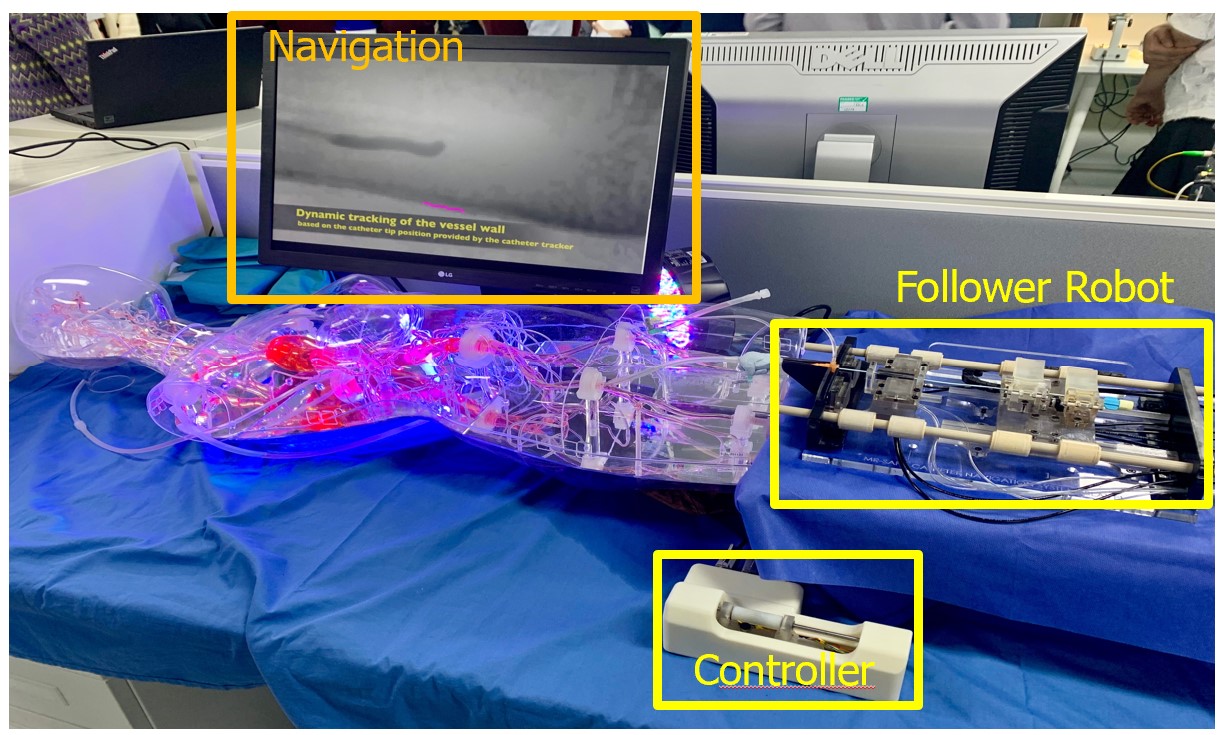 Navigation
ThinkPad
DELL
Dynamic tracking of the vessel wall
based on the catheter tip position provided by the catheter tracker
LG
Follower Robot
Controller